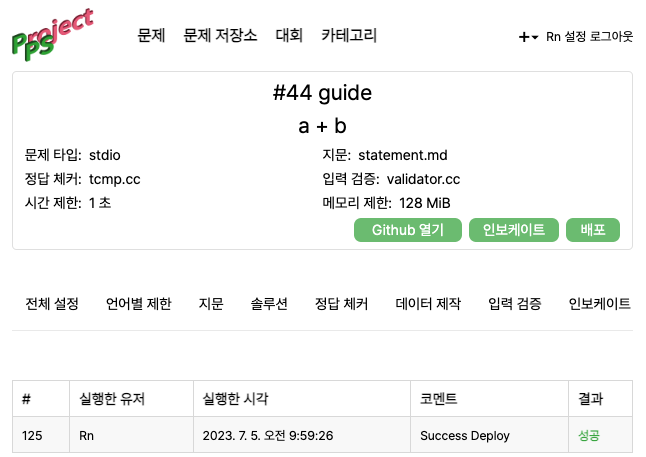 Project
PPS
문제 문제 저장소 대회 카테고리
+ Rn 설정 로그아웃
#44 guide
a + b
문제 타입: stdio 지문: statement.md
정답 체커: tcmp.cc 입력 검증: validator.cc
시간 제한: 1 초 메모리 제한: 128 MiB
Github 열기 인보케이트 배포
전체 설정 언어별 제한 지문 솔루션 정답 체커 데이터 제작 입력 검증 인보케이트
# 실행한 유저 실행한 시각 코멘트 결과
125 Rn 2023. 7. 5. 오전 9:59:26 Success Deploy 성공